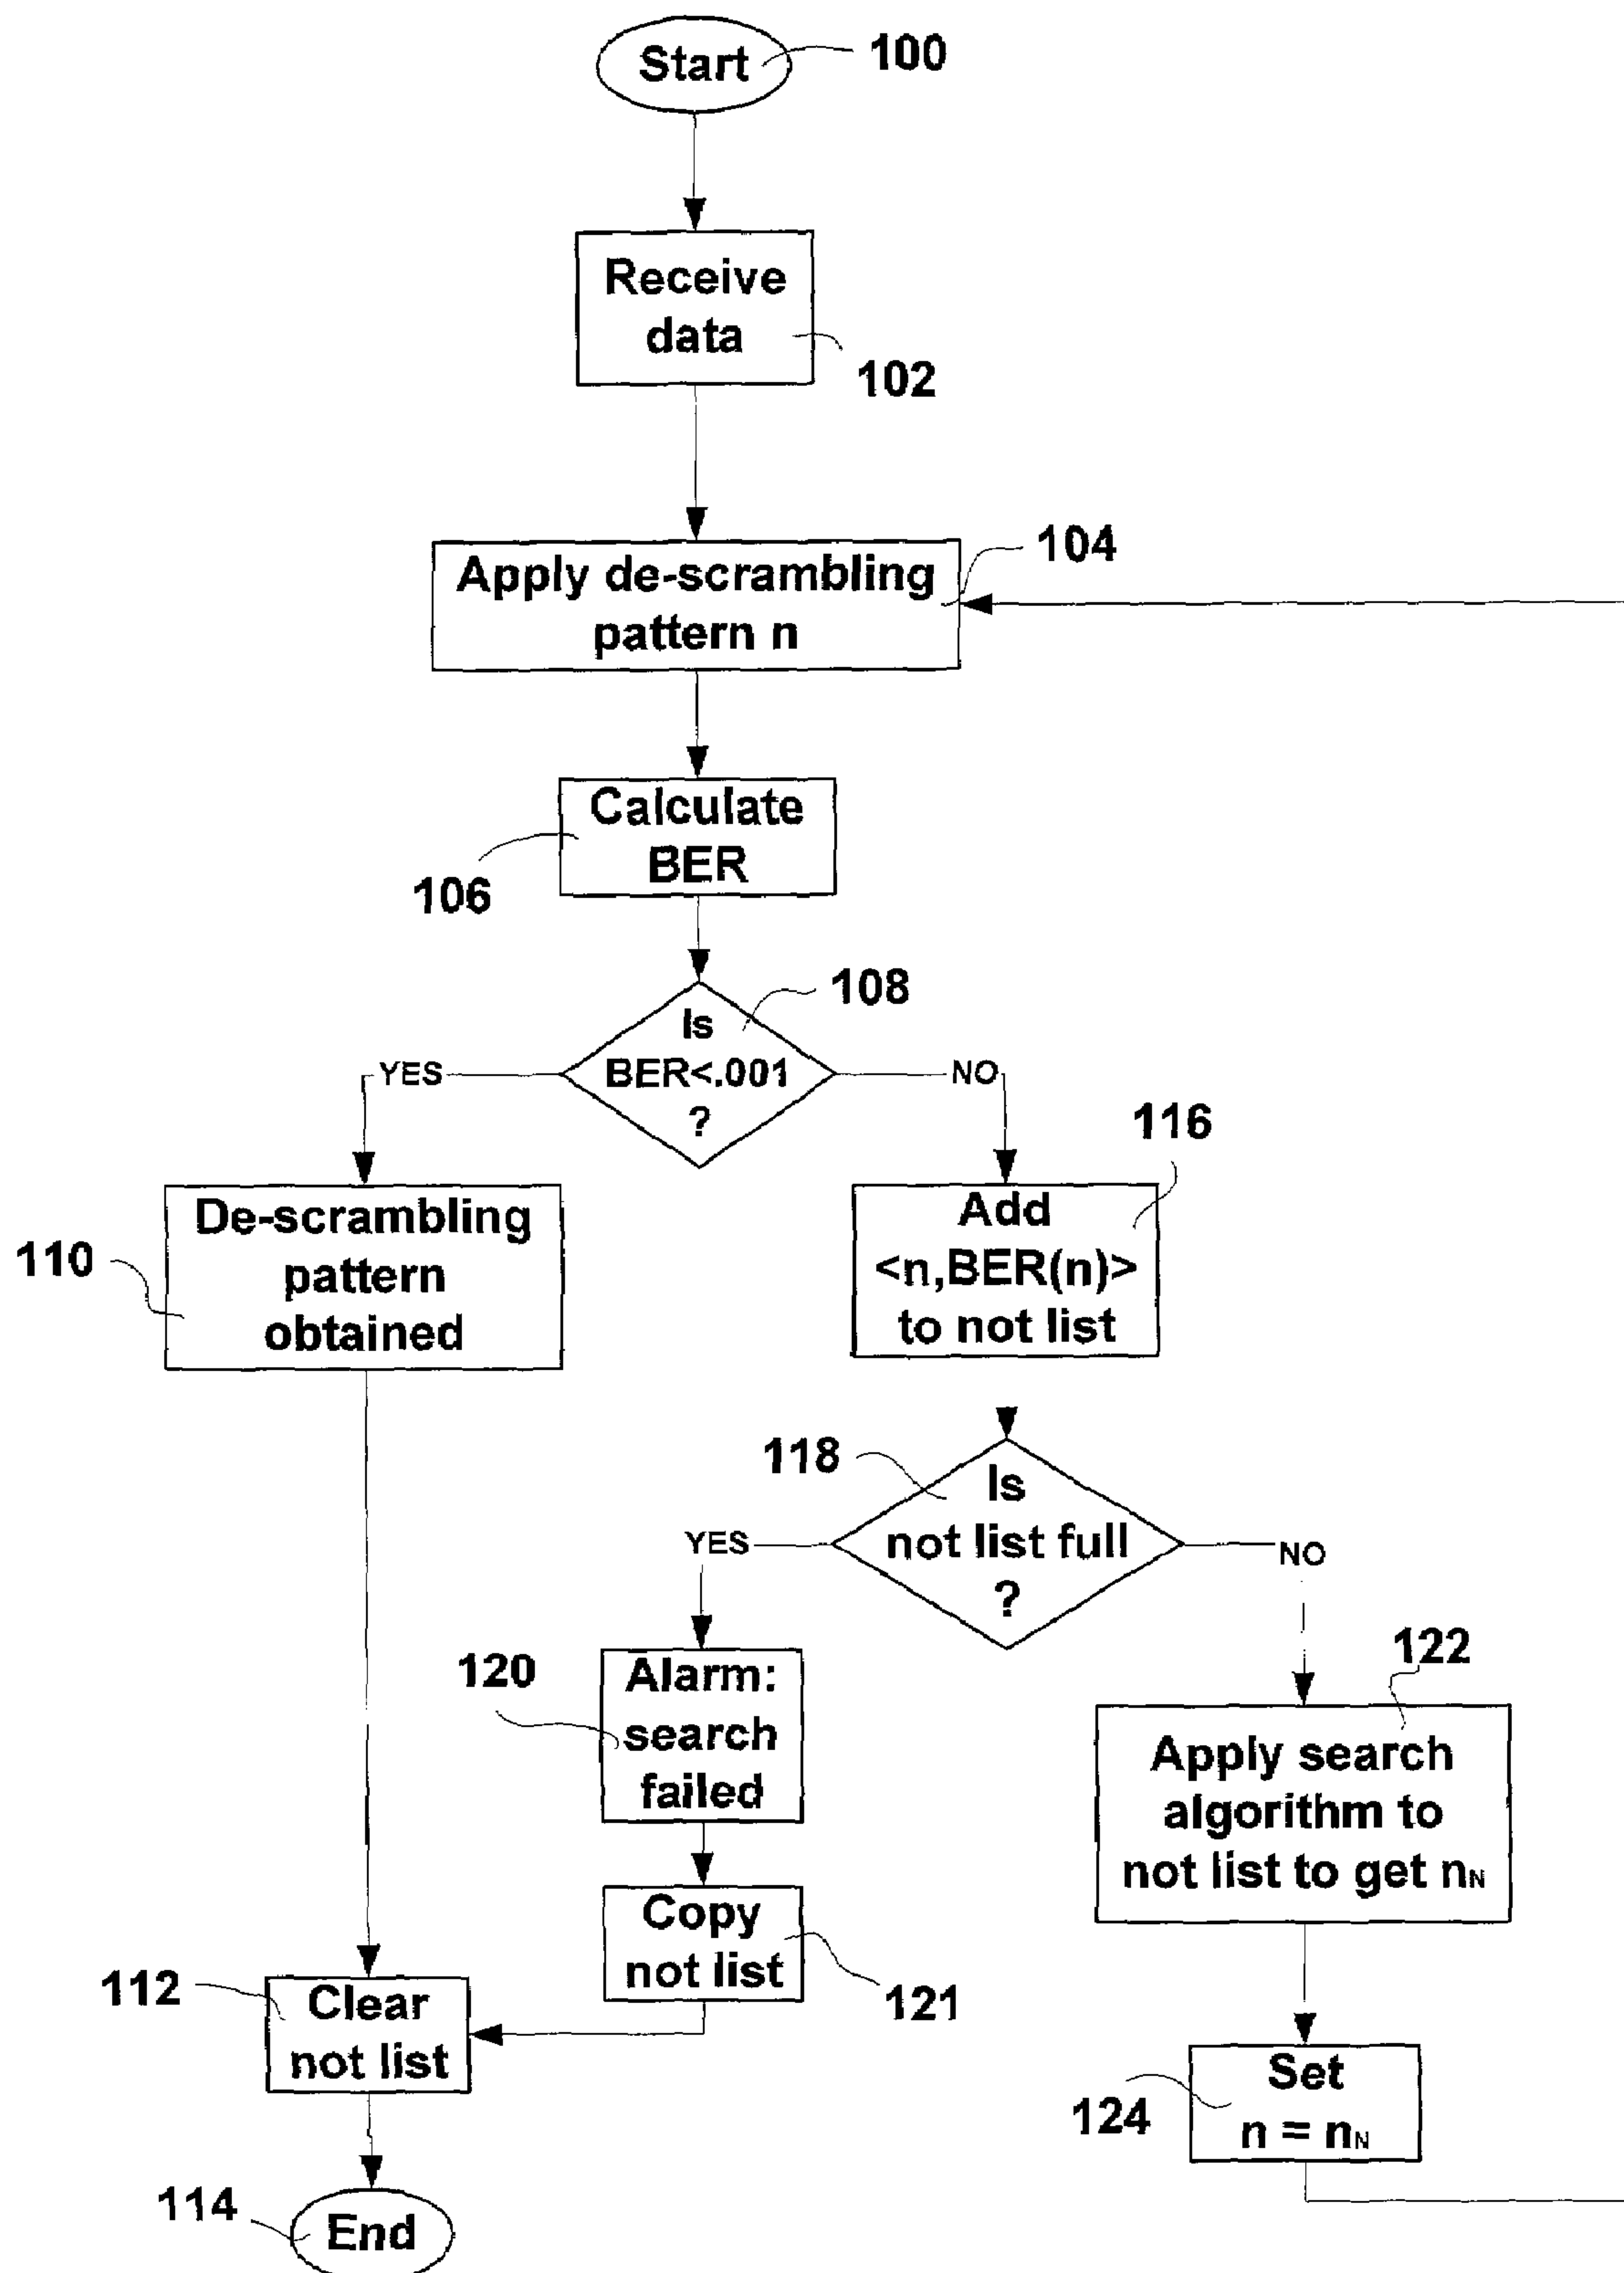 Start
100
Receive
data
102
Apply de-scrambling
pattern n
104
Calculate
BER
106
Is
BER<.001
?
108
YES
NO
De-scrambling
pattern
obtained
110
Add
<n,BER(n)>
to not list
116
Is
not list full
?
118
YES
NO
Alarm:
search
failed
120
Apply search
algorithm to
not list to get nN
122
Copy
not list
121
Clear
not list
112
Set
n = nN
124
End
114